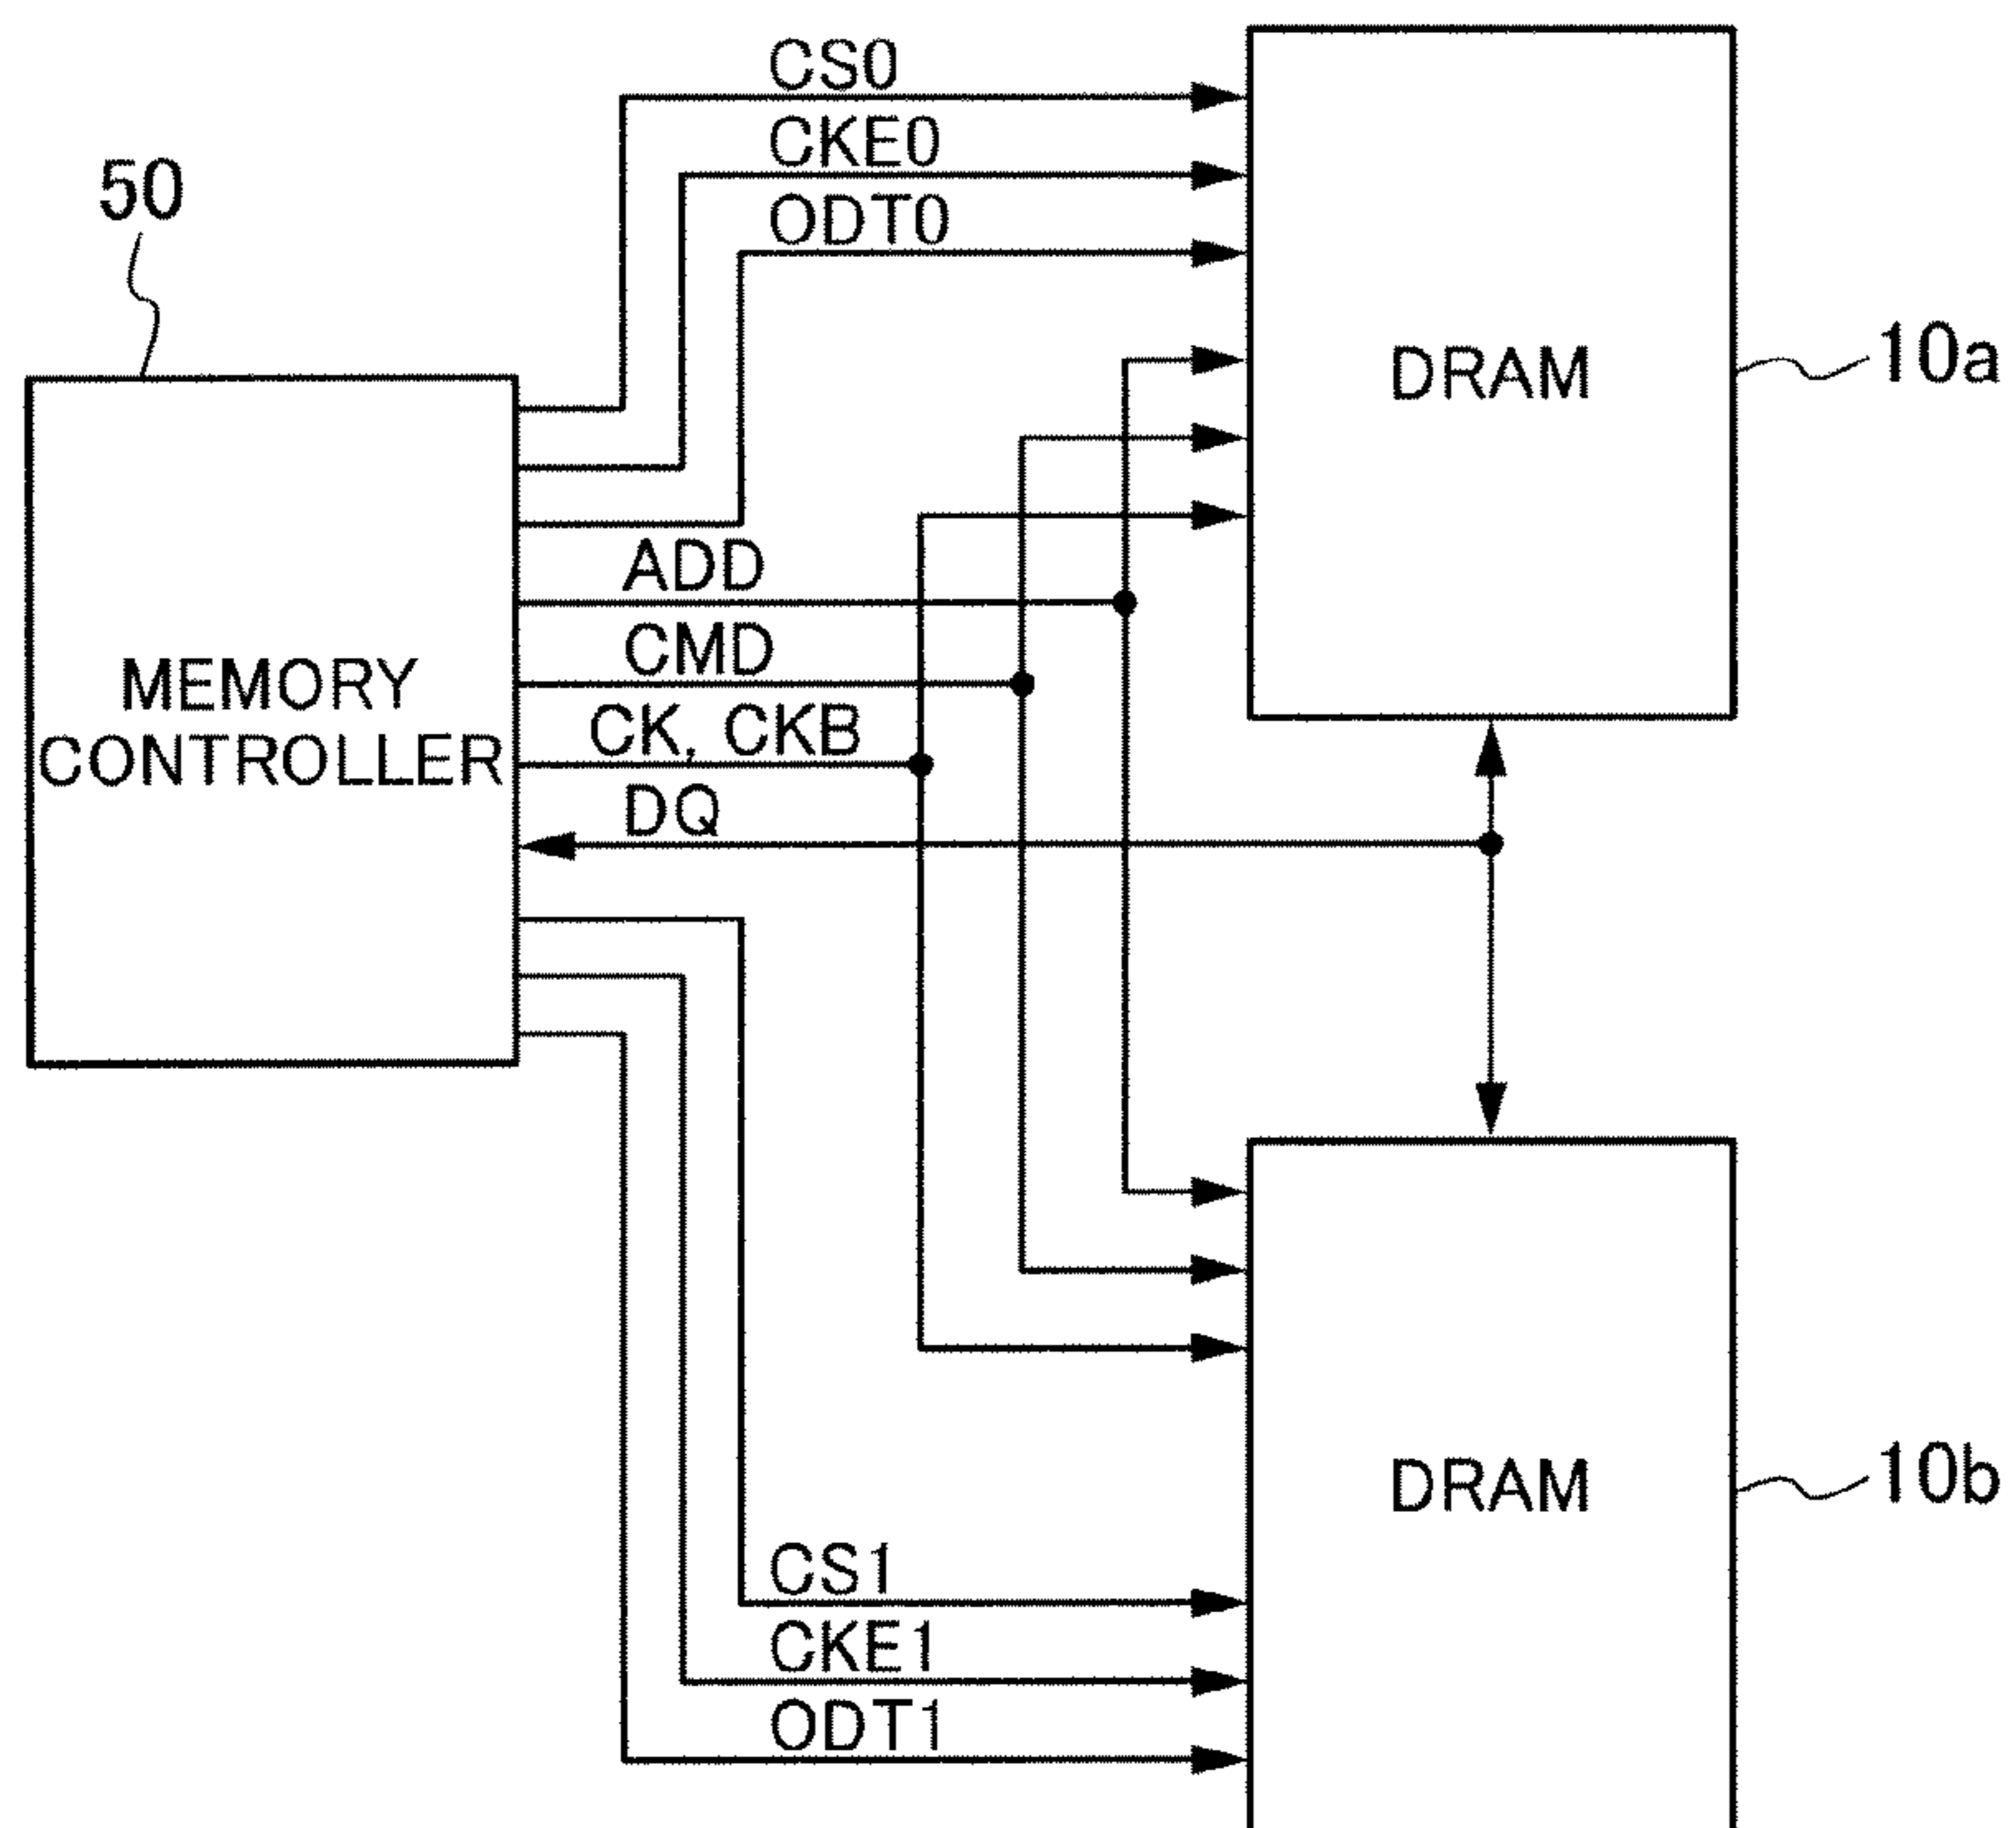 CS0
CKE0
50
ODT0
DRAM
10a
ADD
CMD
MEMORY
CONTROLLER
CK, CKB
DQ
DRAM
10b
CS1
CKE1
ODT1